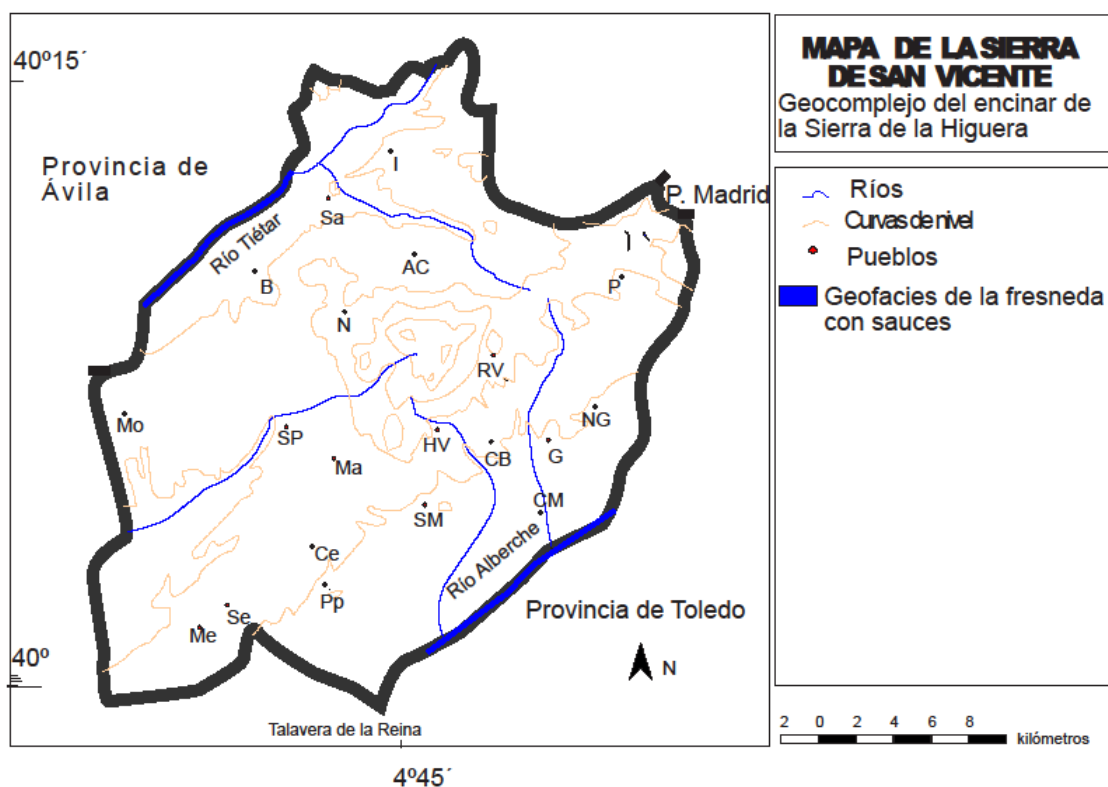 40º15´
Provincia de
Ávila
P. Madrid
I
Sa
Río Tiétar
AC
B
P
N
RV
Mo
NG
SP
HV
CB
G
Ma
SM
CM
Ce
Río Alberche
Pp
Se
Me
Provincia de Toledo
40º
N
Talavera de la Reina
4º45´
MAPA DE LA SIERRA
DE SAN VICENTE
Geocomplejo del encinar de
la Sierra de la Higuera
Ríos
Curvas de nivel
Pueblos
Geofacies de la fresneda
con sauces
2 0 2 4 6 8
kilómetros